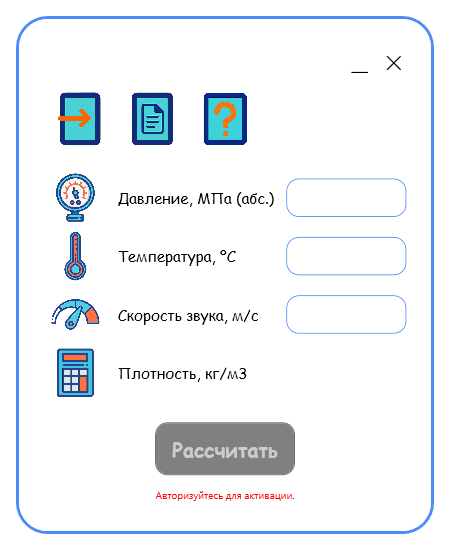 Давление, МПа (абс.)
Температура, °С
Скорость звука, м/с
Плотность, кг/м3
Рассчитать
Авторизуйтесь для активации.